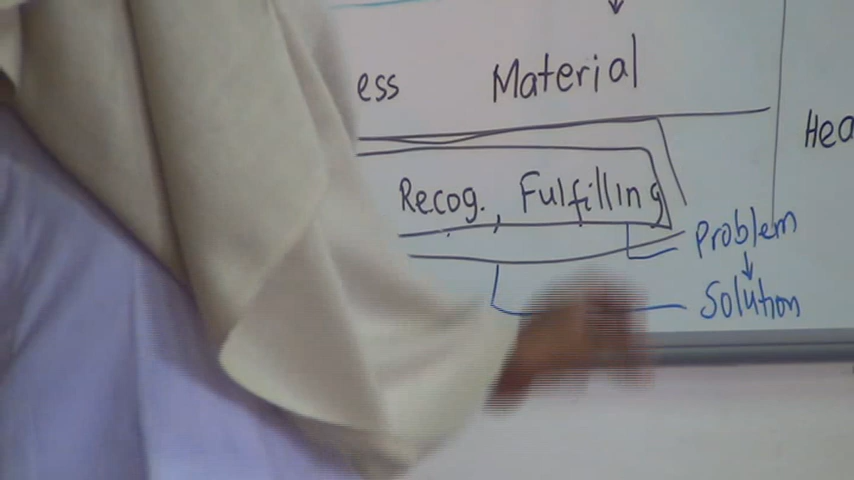 ess Material
Hea
Recog., Fulfilling
Problem
Solution